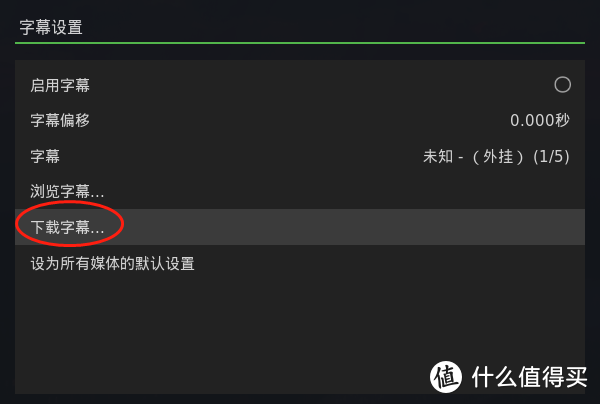 字幕设置
启用字幕
字幕偏移 0.000秒
字幕 未知 - （外挂） (1/5)
浏览字幕...
下载字幕...
设为所有媒体的默认设置
值 什么值得买